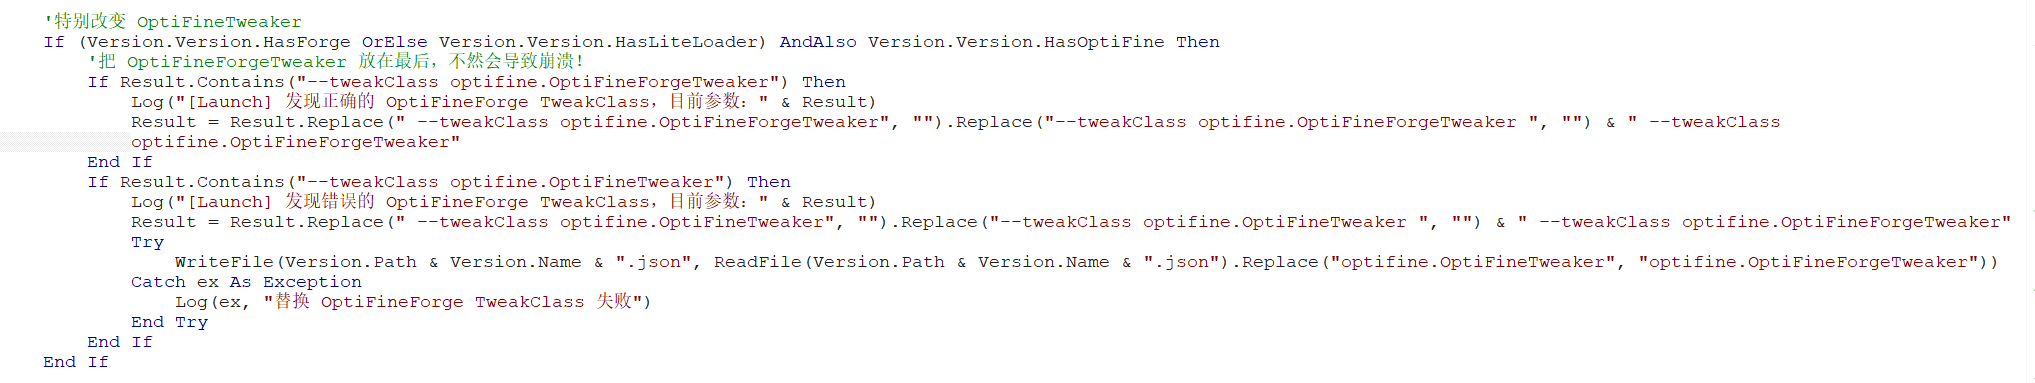 '特别改变 OptiFineTweaker
If (Version.Version.HasForge OrElse Version.Version.HasLiteLoader) AndAlso Version.Version.HasOptiFine Then
'把 OptiFineForgeTweaker 放在最后，不然会导致崩溃！
If Result.Contains("--tweakClass optifine.OptiFineForgeTweaker") Then
Log("[Launch] 发现正确的 OptiFineForge TweakClass，目前参数：" & Result)
Result = Result.Replace(" --tweakClass optifine.OptiFineForgeTweaker", "").Replace("--tweakClass optifine.OptiFineForgeTweaker ", "") & " --tweakClass
optifine.OptiFineForgeTweaker"
End If
If Result.Contains("--tweakClass optifine.OptiFineTweaker") Then
Log("[Launch] 发现错误的 OptiFineForge TweakClass，目前参数：" & Result)
Result = Result.Replace(" --tweakClass optifine.OptiFineTweaker", "").Replace("--tweakClass optifine.OptiFineTweaker ", "") & " --tweakClass optifine.OptiFineForgeTweaker"
Try
WriteFile(Version.Path & Version.Name & ".json", ReadFile(Version.Path & Version.Name & ".json").Replace("optifine.OptiFineTweaker", "optifine.OptiFineForgeTweaker"))
Catch ex As Exception
Log(ex, "替换 OptiFineForge TweakClass 失败")
End Try
End If
End If